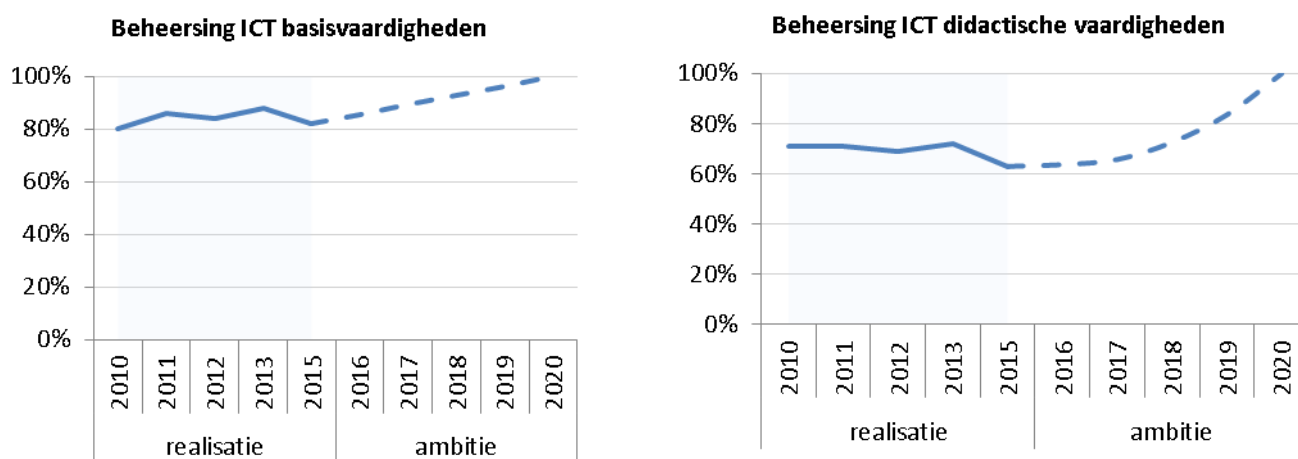 Beheersing ICT basisvaardigheden
100%
80%
60%
40%
20%
0%
2010 2011 2012 2013 2015 2016 2017 2018 2019 2020
realisatie ambitie
Beheersing ICT didactische vaardigheden
100%
80%
60%
40%
20%
0%
2010 2011 2012 2013 2015 2016 2017 2018 2019 2020
realisatie ambitie